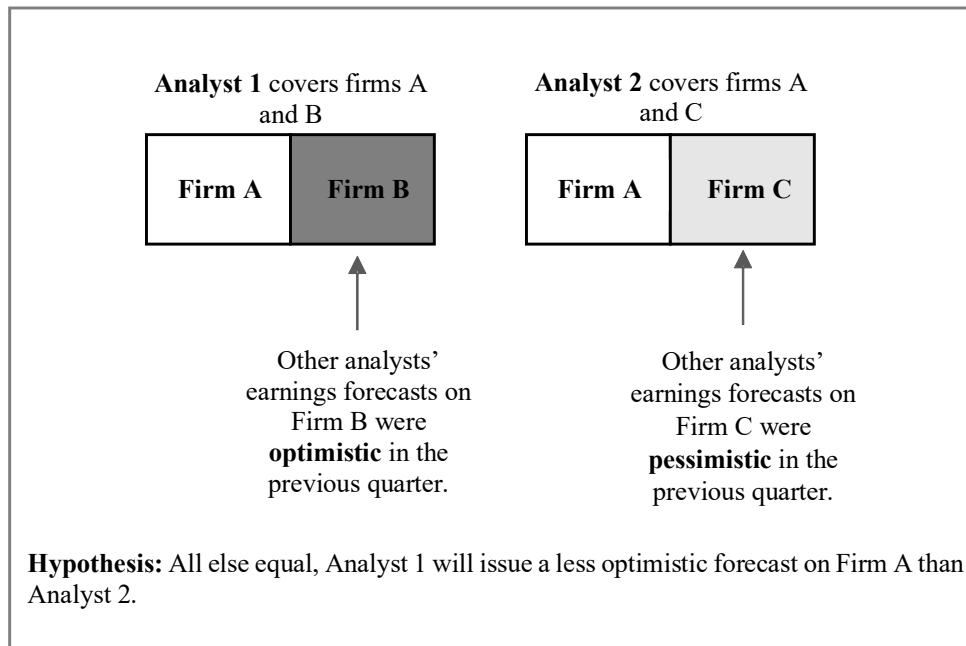 Analyst 1 covers firms A
and B
Firm A
Firm B
Other analysts’
earnings forecasts on
Firm B were
optimistic in the
previous quarter.
Analyst 2 covers firms A
and C
Firm A
Firm C
Other analysts’
earnings forecasts on
Firm C were
pessimistic in the
previous quarter.
Hypothesis: All else equal, Analyst 1 will issue a less optimistic forecast on Firm A than
Analyst 2.